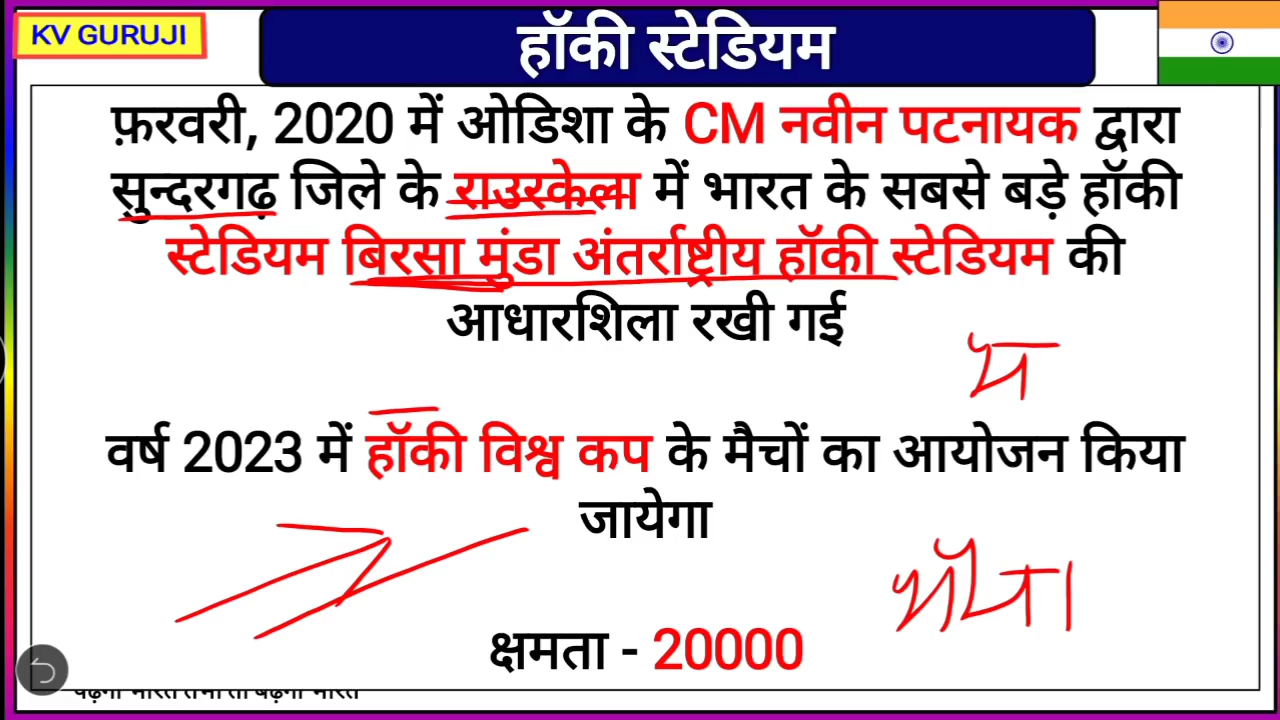 KV GURUJI
हॉकी स्टेडियम
फ़रवरी, 2020 में ओडिशा के CM नवीन पटनायक द्वारा
सुन्दरगढ़ जिले के राउरकेला में भारत के सबसे बड़े हॉकी
स्टेडियम बिरसा मुंडा अंतर्राष्ट्रीय हॉकी स्टेडियम की
आधारशिला रखी गई
वर्ष 2023 में हॉकी विश्व कप के मैचों का आयोजन किया
जायेगा
क्षमता - 20000